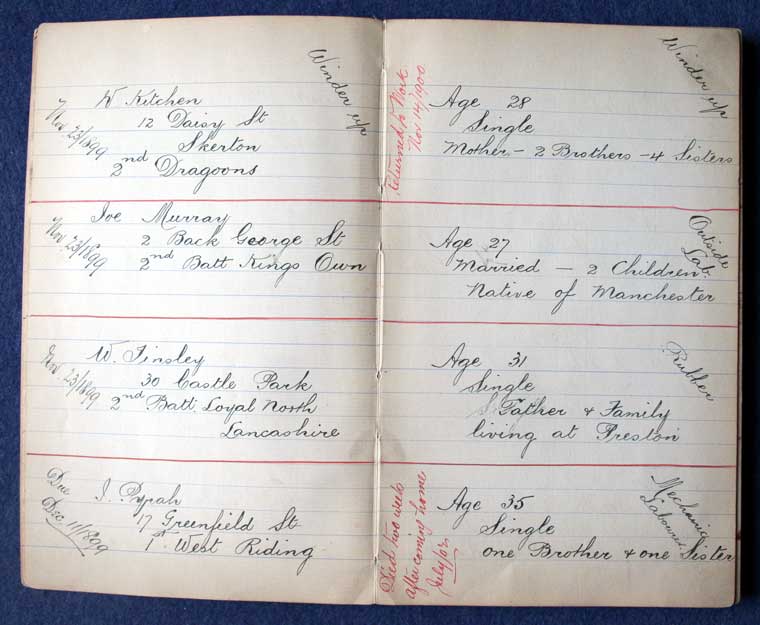 Winder up
Nov 23/1899
W Kitchen
12 Daisy St
Skerton
2nd Dragoons
Nov 23/1899
Joe Murray
2 Back George St
2nd Batt Kings Own
Nov 23/1899
W. Tinsley
30 Castle Park
2nd Batt Loyal North
Lancashire
Due
Dec 11/1899
J. Pyrah
17 Greenfield St
1st West Riding
Winder up
Returned to Work
Nov 14/1900
Age 28
Single
Mother - 2 Brothers - 4 Sisters
Outside
Lab.
Age 27
Married - 2 Children
Native of Manchester
Rubber
Age 31
Single
Father & Family
living at Preston
Mechanic
Labourer
Died two weeks
after coming home
July/02
Age 35
Single
one Brother & one Sister